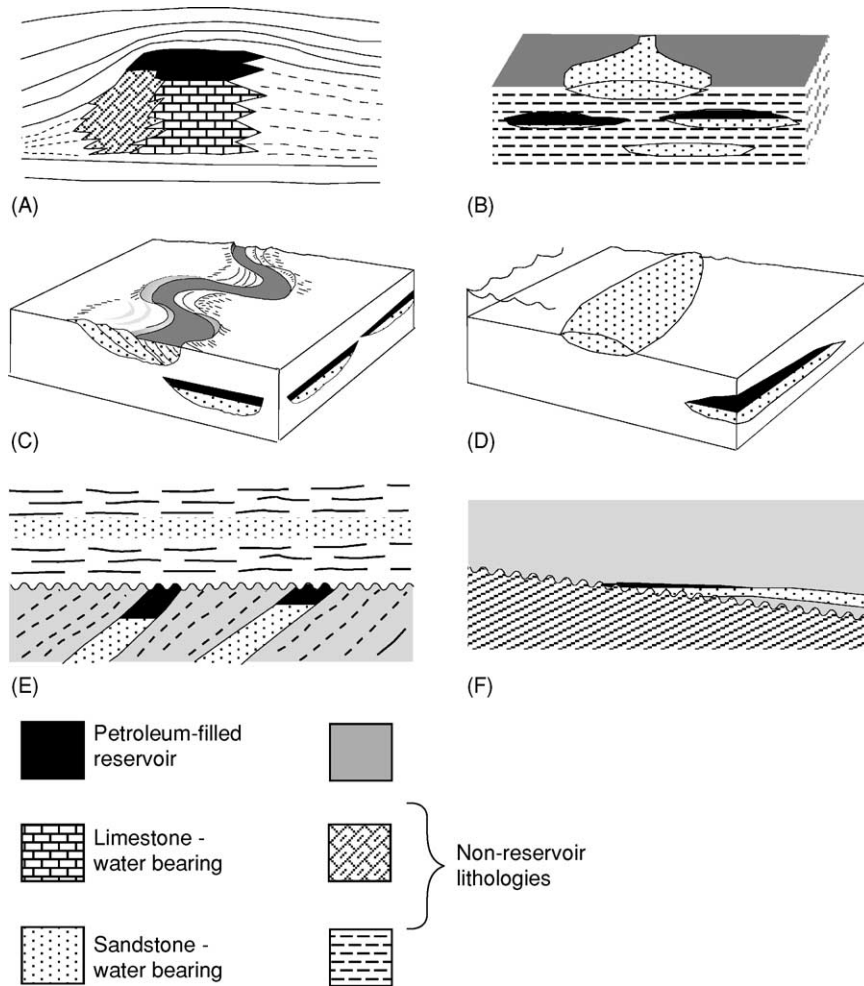 (A)
(B)
(C)
(D)
(E)
(F)
Petroleum-filled
reservoir
Limestone -
water bearing
Non-reservoir
lithologies
Sandstone -
water bearing